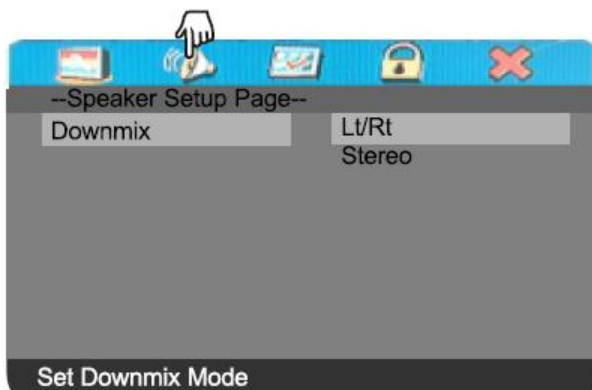 --Speaker Setup Page--
Downmix Lt/Rt
Stereo
Set Downmix Mode